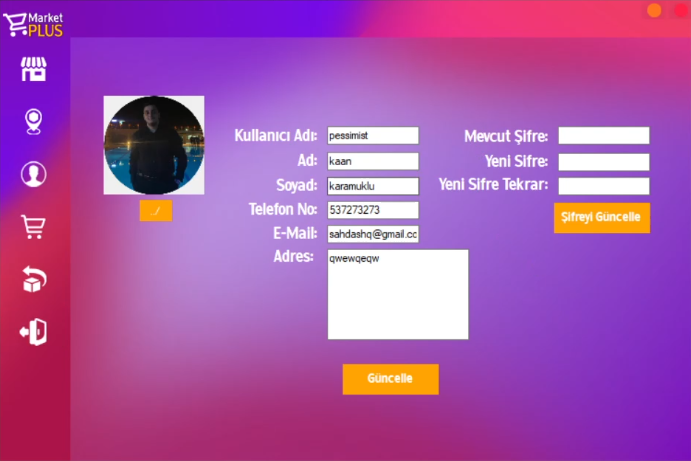 Market
PLUS
Kullanıcı Adı: pessimist
Ad: kaan
Soyad: karamuklu
Telefon No: 537273273
E-Mail: sahdashq@gmail.cc
Adres: qwewqeqw
Güncelle
../
Mevcut Şifre:
Yeni Sifre:
Yeni Sifre Tekrar:
Şifreyi Güncelle